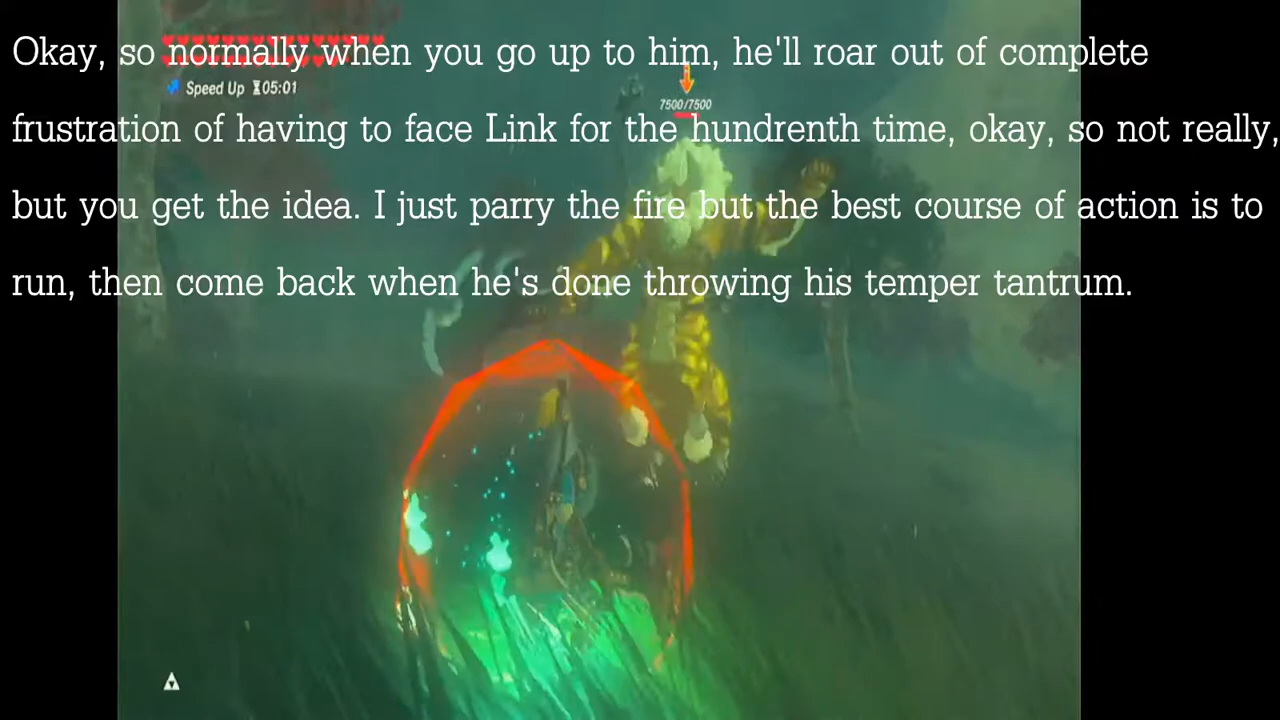 Okay, so normally when you go up to him, he'll roar out of complete
frustration of having to face Link for the hundrenth time, okay, so not really,
but you get the idea. I just parry the fire but the best course of action is to
run, then come back when he's done throwing his temper tantrum.
Speed Up 05:01
7500/7500